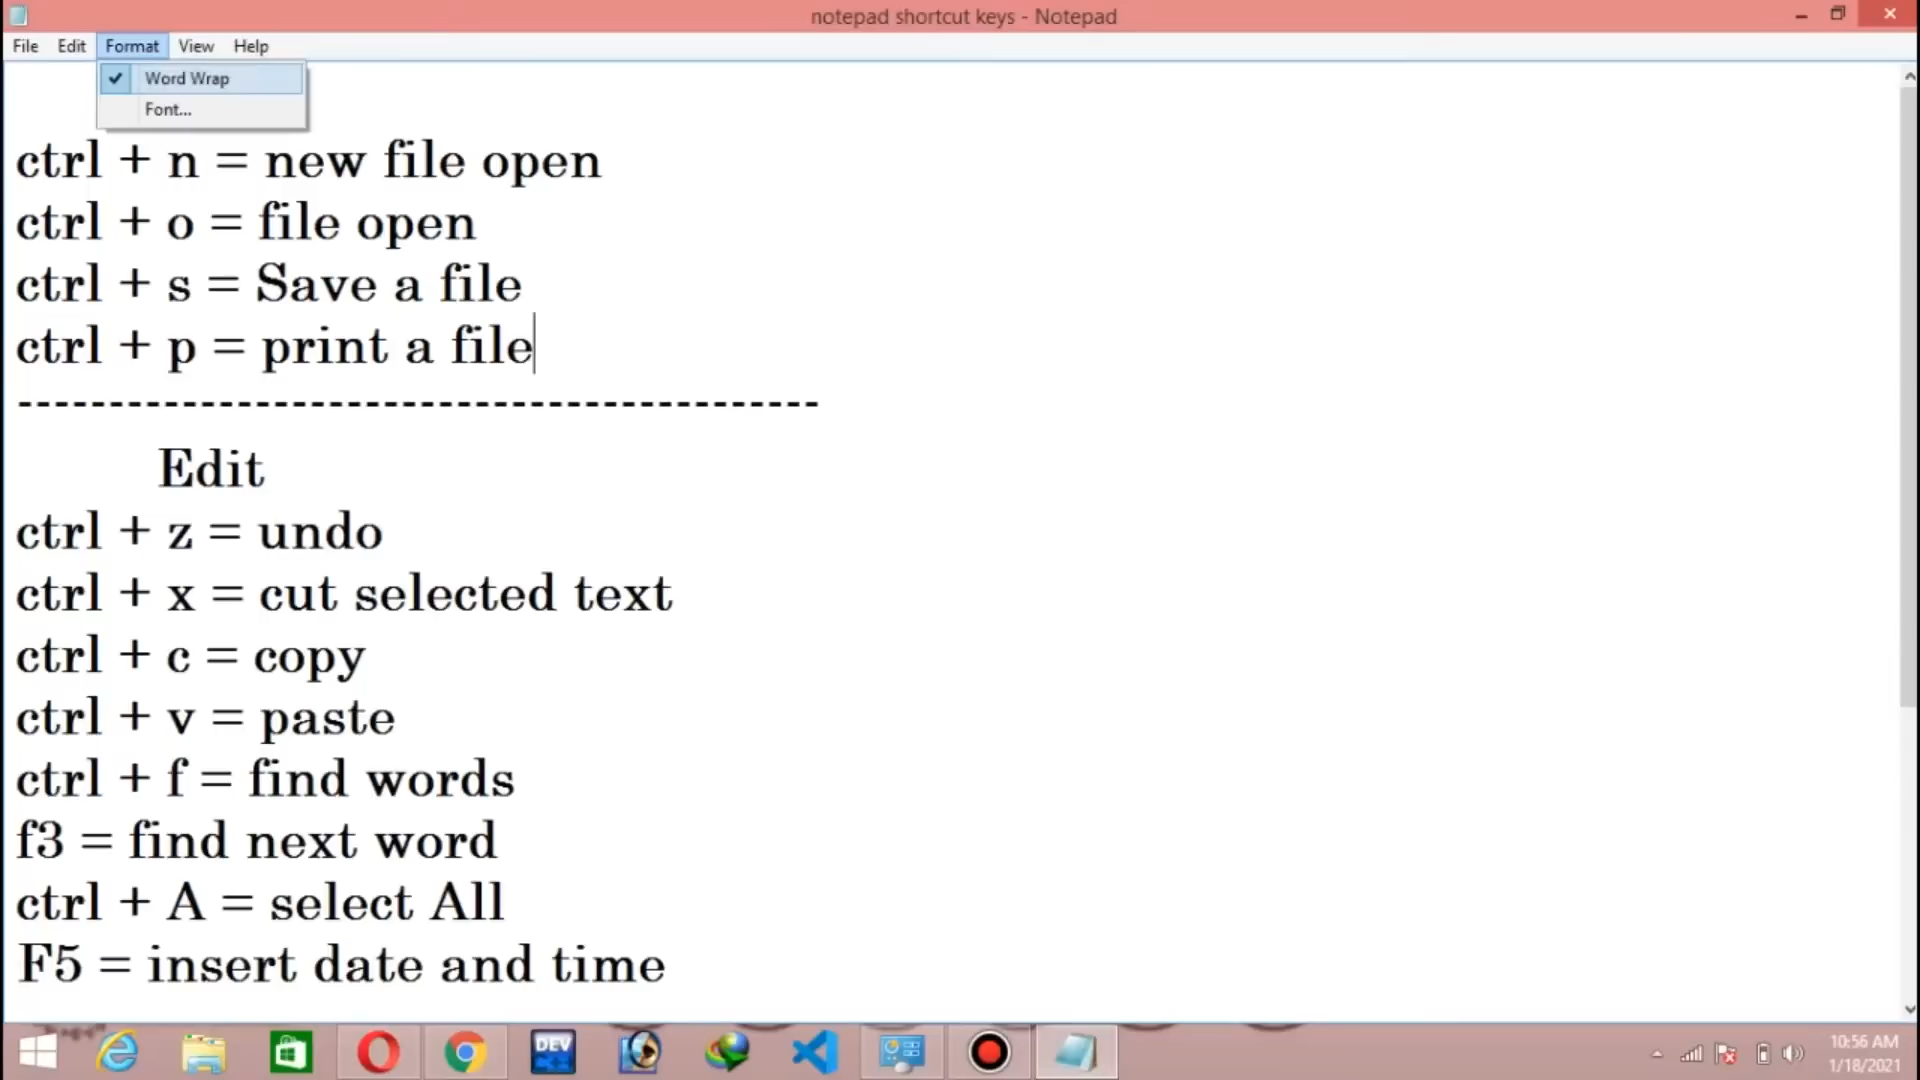 notepad shortcut keys - Notepad
File Edit Format View Help
Word Wrap
Font...
ctrl + n = new file open
ctrl + o = file open
ctrl + s = Save a file
ctrl + p = print a file
--------------------------------------------
Edit
ctrl + z = undo
ctrl + x = cut selected text
ctrl + c = copy
ctrl + v = paste
ctrl + f = find words
f3 = find next word
ctrl + A = select All
F5 = insert date and time
DEV
10:56 AM
1/18/2021